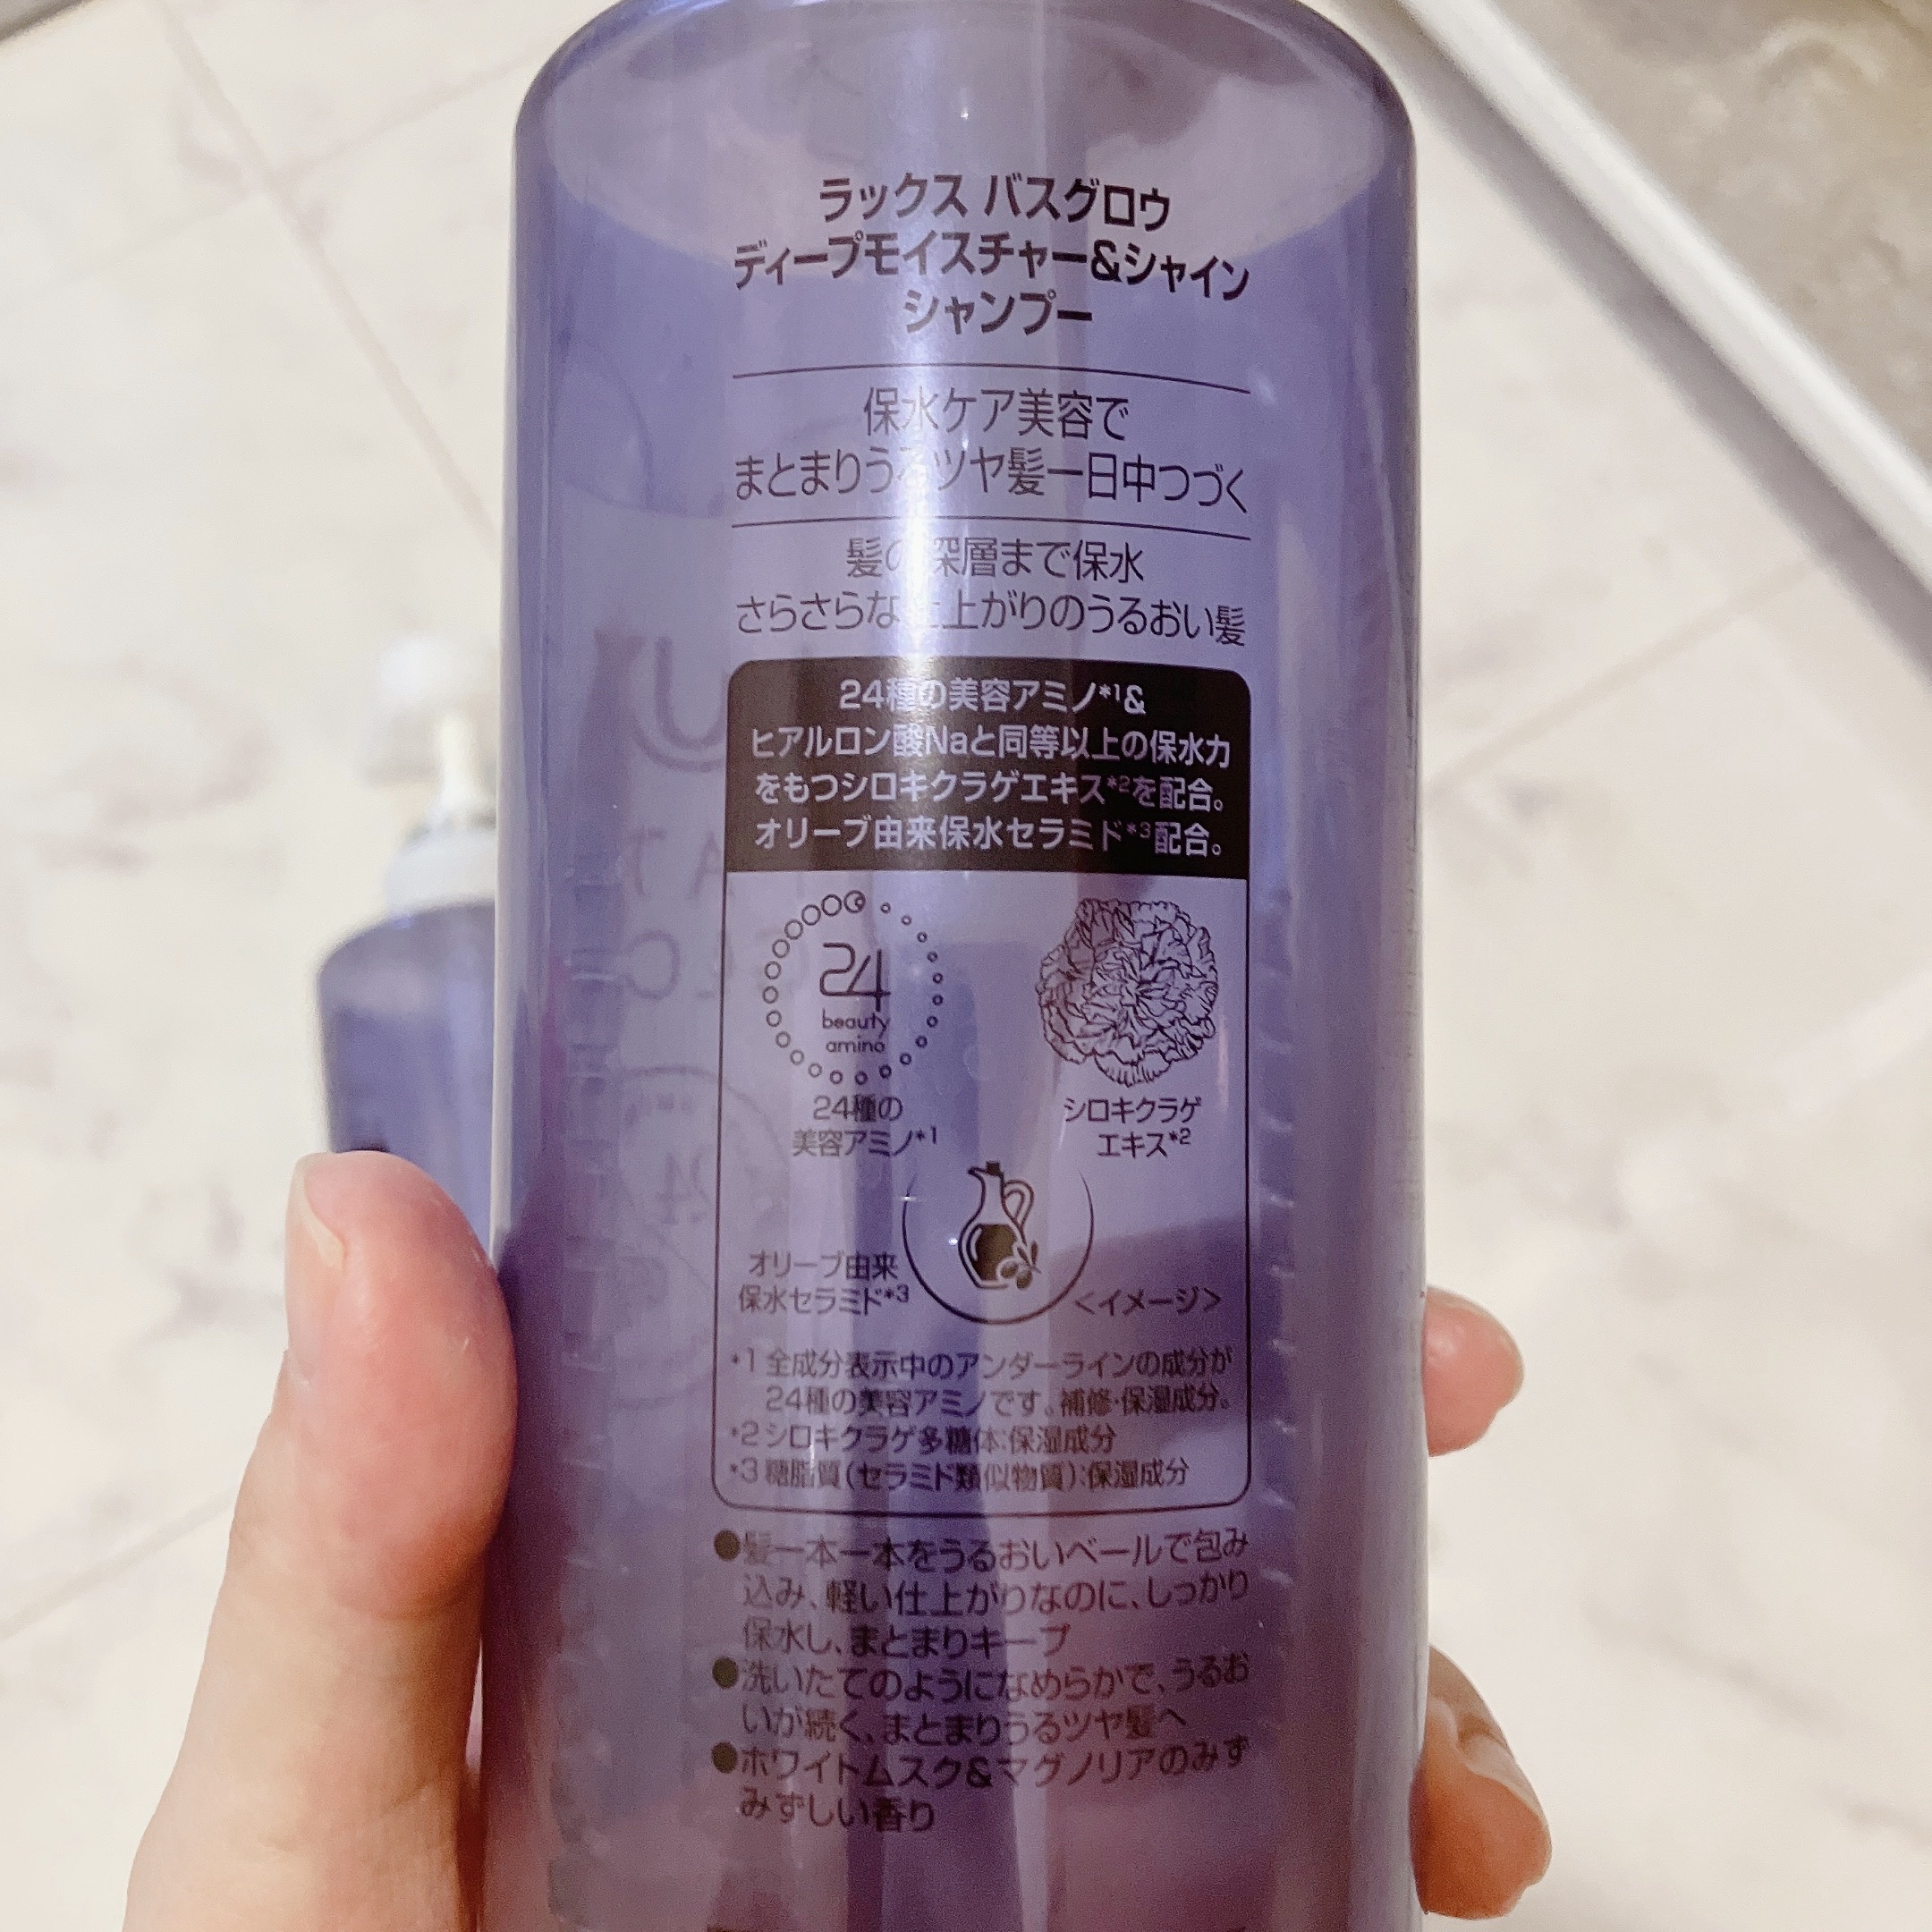 ラックス バスグロウ
ディープモイスチャー&シャイン
シャンプー
保水ケア美容で
まとまりうるツヤ髪一日中つづく
髪の深層まで保水
さらさらな仕上がりのうるおい髪
24種の美容アミノ*1&
ヒアルロン酸Naと同等以上の保水力
をもつシロキクラゲエキス*2を配合。
オリーブ由来保水セラミド*3配合。
24
beauty
amino
24種の
美容アミノ*1
シロキクラゲ
エキス*2
オリーブ由来
保水セラミド*3
<イメージ>
*1 全成分表示中のアンダーラインの成分が
24種の美容アミノです。補修・保湿成分。
*2 シロキクラゲ多糖体:保湿成分
*3 糖脂質(セラミド類似物質):保湿成分
●髪一本一本をうるおいベールで包み
込み、軽い仕上がりなのに、しっかり
保水し、まとまりキープ
●洗いたてのようになめらかで、うるお
いが続く、まとまりうるツヤ髪へ
●ホワイトムスク&マグノリアのみず
みずしい香り